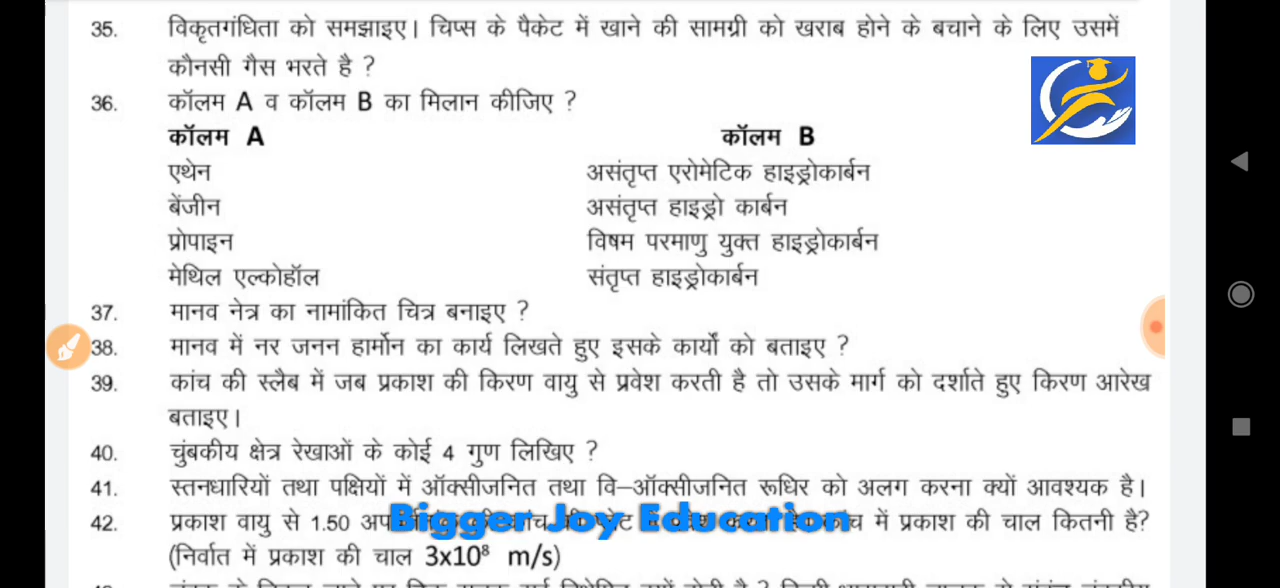 35. विकृतगंधिता को समझाइए। चिप्स के पैकेट में खाने की सामग्री को खराब होने के बचाने के लिए उसमें
कौनसी गैस भरते है ?
36. कॉलम A व कॉलम B का मिलान कीजिए ?
कॉलम A कॉलम B
एथेन असंतृप्त एरोमेटिक हाइड्रोकार्बन
बेंजीन असंतृप्त हाइड्रो कार्बन
प्रोपाइन विषम परमाणु युक्त हाइड्रोकार्बन
मेथिल एल्कोहॉल संतृप्त हाइड्रोकार्बन
37. मानव नेत्र का नामांकित चित्र बनाइए ?
38. मानव में नर जनन हार्मोन का कार्य लिखते हुए इसके कार्यों को बताइए ?
39. कांच की स्लैब में जब प्रकाश की किरण वायु से प्रवेश करती है तो उसके मार्ग को दर्शाते हुए किरण आरेख
बताइए।
40. चुंबकीय क्षेत्र रेखाओं के कोई 4 गुण लिखिए ?
41. स्तनधारियों तथा पक्षियों में ऑक्सीजनित तथा वि–ऑक्सीजनित रूधिर को अलग करना क्यों आवश्यक है।
42. प्रकाश वायु से 1.50 में प्रकाश की चाल कितनी है?
Bigger Joy Education
(निर्वात में प्रकाश की चाल 3x10⁸ m/s)